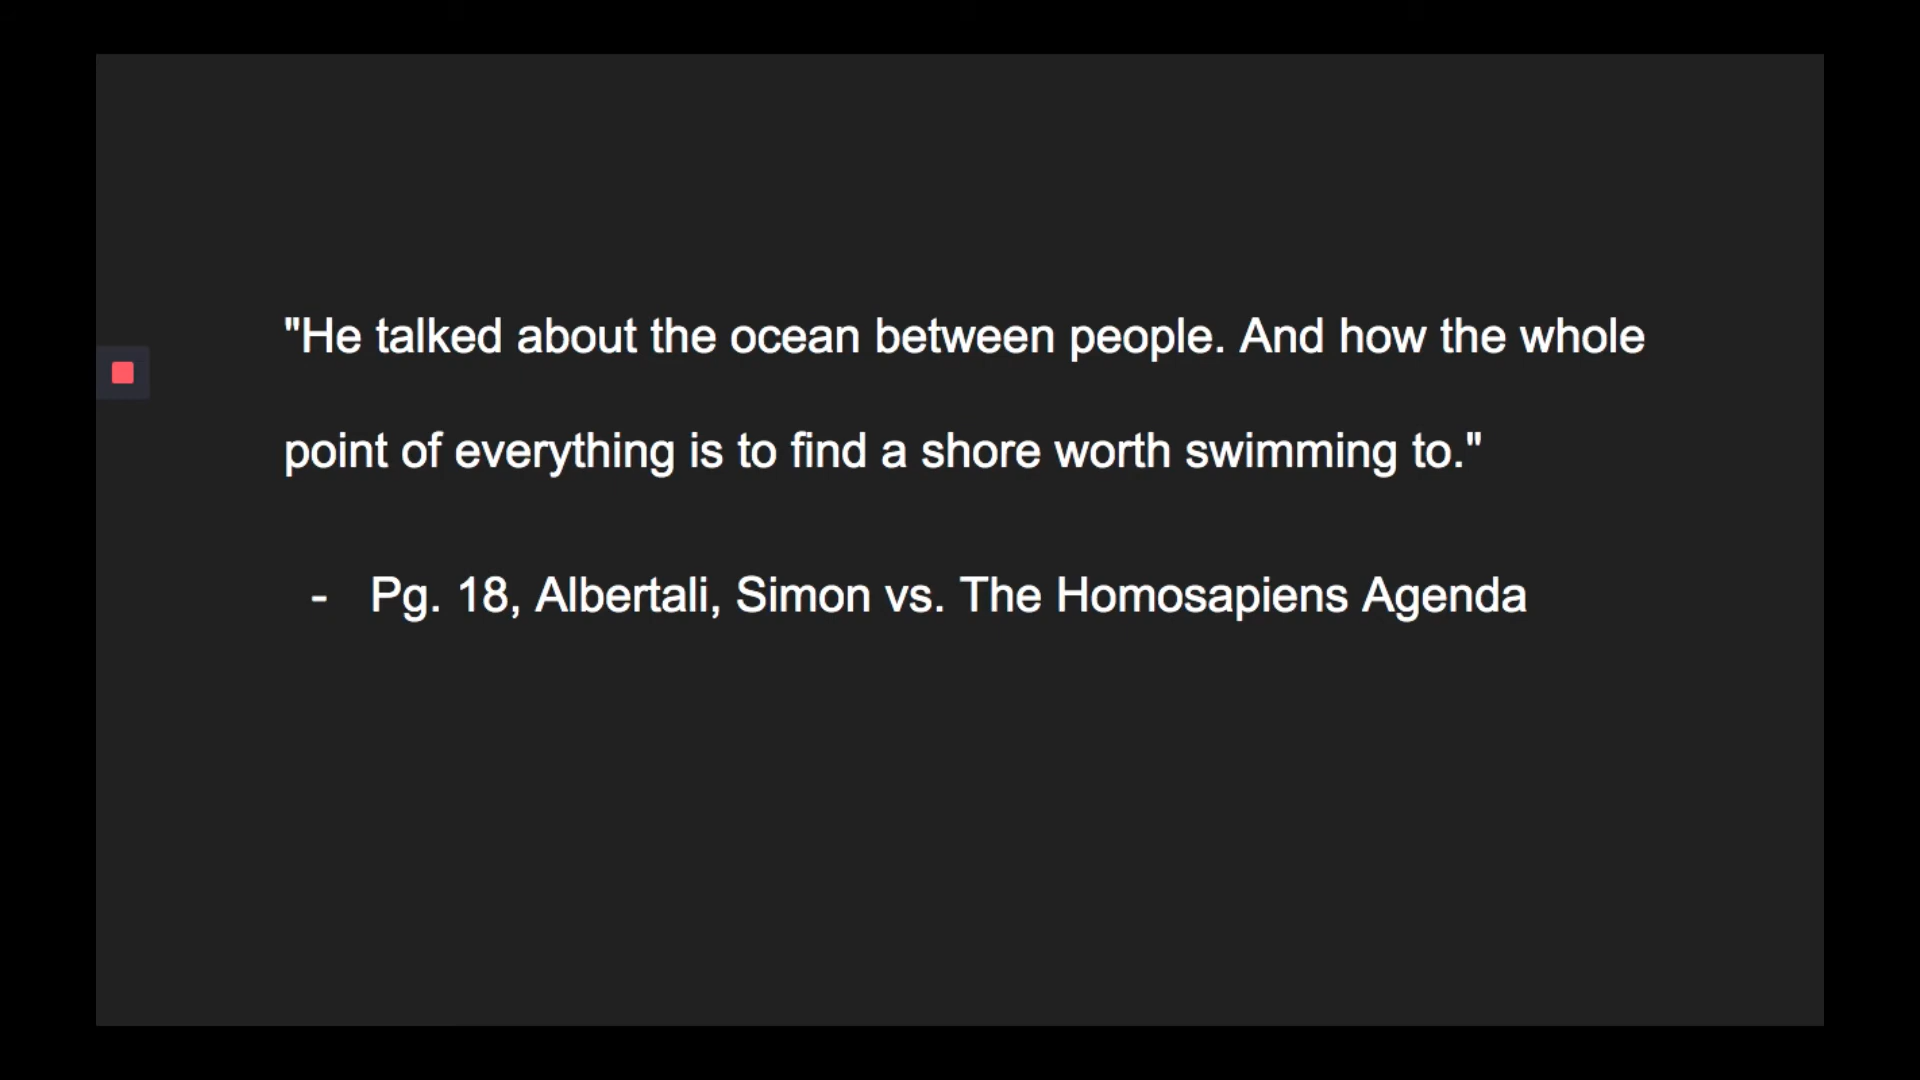 "He talked about the ocean between people. And how the whole
point of everything is to find a shore worth swimming to."
- Pg. 18, Albertali, Simon vs. The Homosapiens Agenda